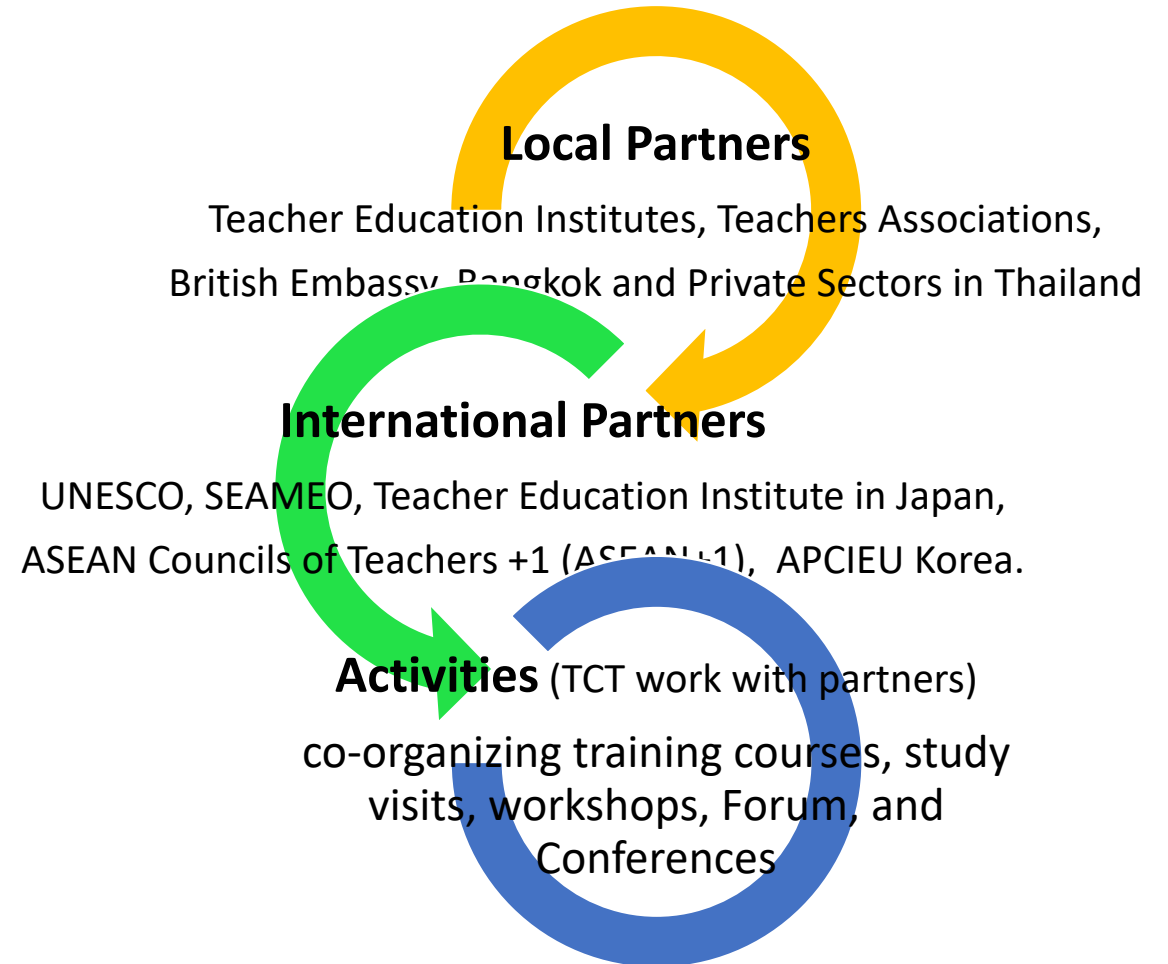 Local Partners
Teacher Education Institutes, Teachers Associations,
British Embassy, Bangkok and Private Sectors in Thailand
International Partners
UNESCO, SEAMEO, Teacher Education Institute in Japan,
ASEAN Councils of Teachers +1 (ASEAN+1), APCIEU Korea.
Activities (TCT work with partners)
co-organizing training courses, study
visits, workshops, Forum, and
Conferences